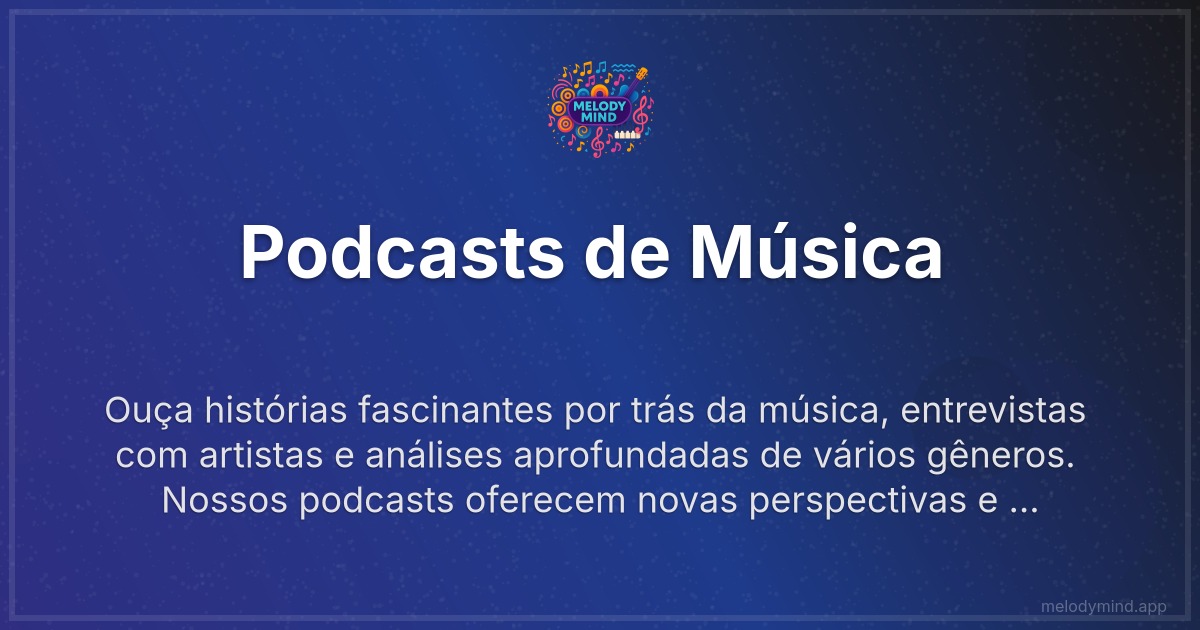 MELODY
MIND
Podcasts de Música
Ouça histórias fascinantes por trás da música, entrevistas
com artistas e análises aprofundadas de vários gêneros.
Nossos podcasts oferecem novas perspectivas e ...
melodymind.app